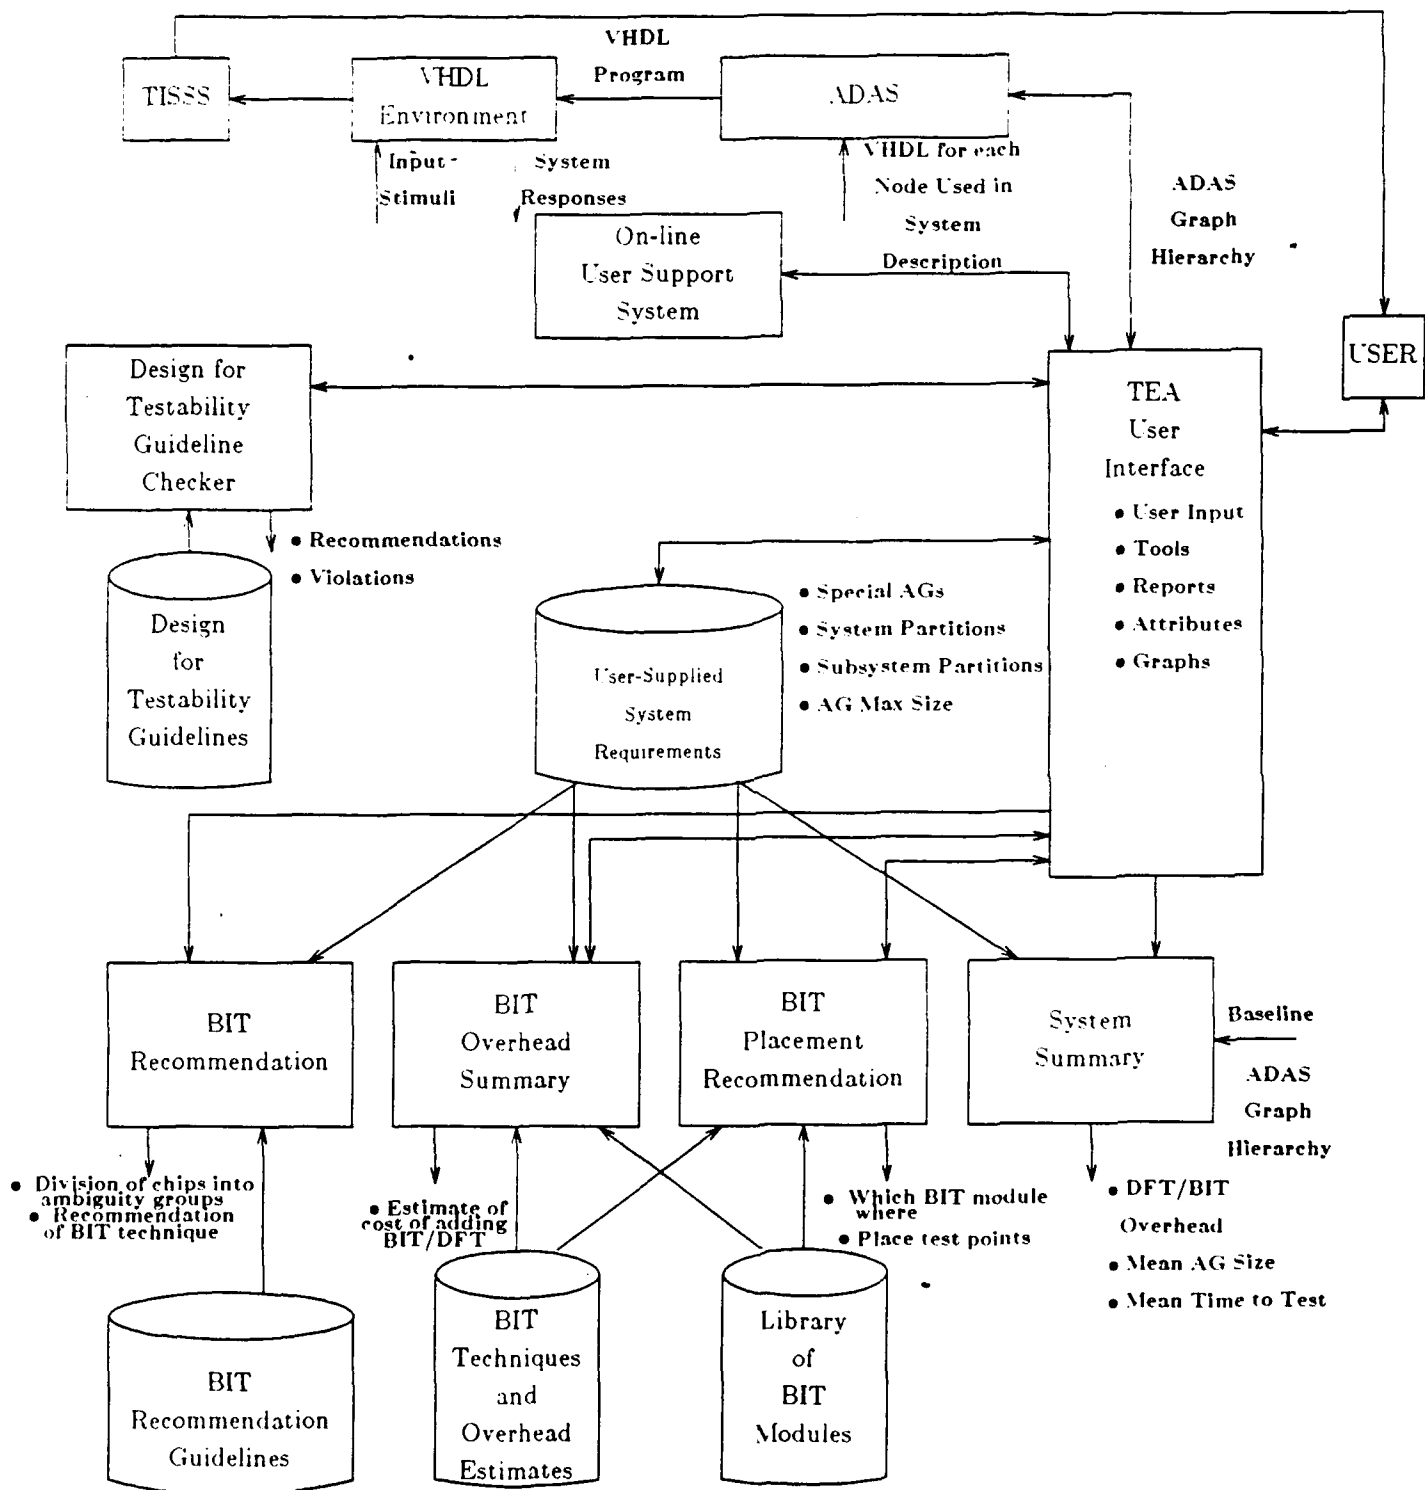 VHDL
Program
TISSS
VHDL
Environment
ADAS
Input
Stimuli
System
Responses
VHDL for each
Node Used in
System
Description
ADAS
Graph
Hierarchy
On-line
User Support
System
USER
Design for
Testability
Guideline
Checker
TEA
User
Interface
• User Input
• Tools
• Reports
• Attributes
• Graphs
• Recommendations
• Violations
Design
for
Testability
Guidelines
User-Supplied
System
Requirements
• Special AGs
• System Partitions
• Subsystem Partitions
• AG Max Size
BIT
Recommendation
BIT
Overhead
Summary
BIT
Placement
Recommendation
System
Summary
Baseline
ADAS
Graph
Hierarchy
• Division of chips into
ambiguity groups
• Recommendation
of BIT technique
• Estimate of
cost of adding
BIT/DFT
• Which BIT module
where
• Place test points
• DFT/BIT
Overhead
• Mean AG Size
• Mean Time to Test
BIT
Recommendation
Guidelines
BIT
Techniques
and
Overhead
Estimates
Library
of
BIT
Modules